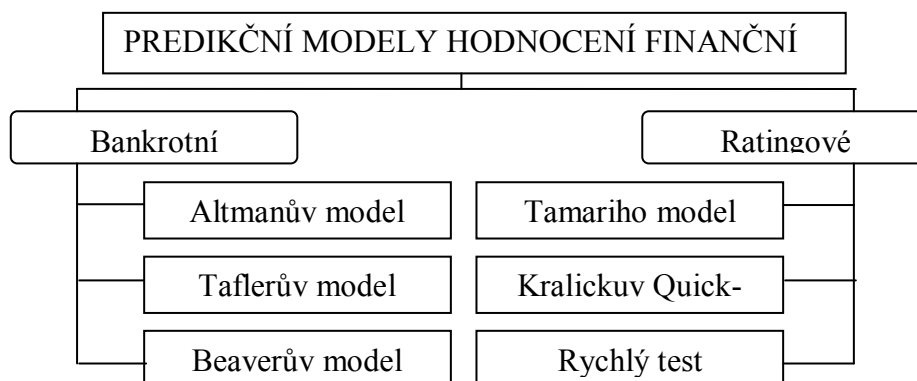 PREDIKČNÍ MODELY HODNOCENÍ FINANČNÍ
Bankrotní
Ratingové
Altmanův model
Tamariho model
Taflerův model
Kralickuv Quick-
Beaverův model
Rychlý test